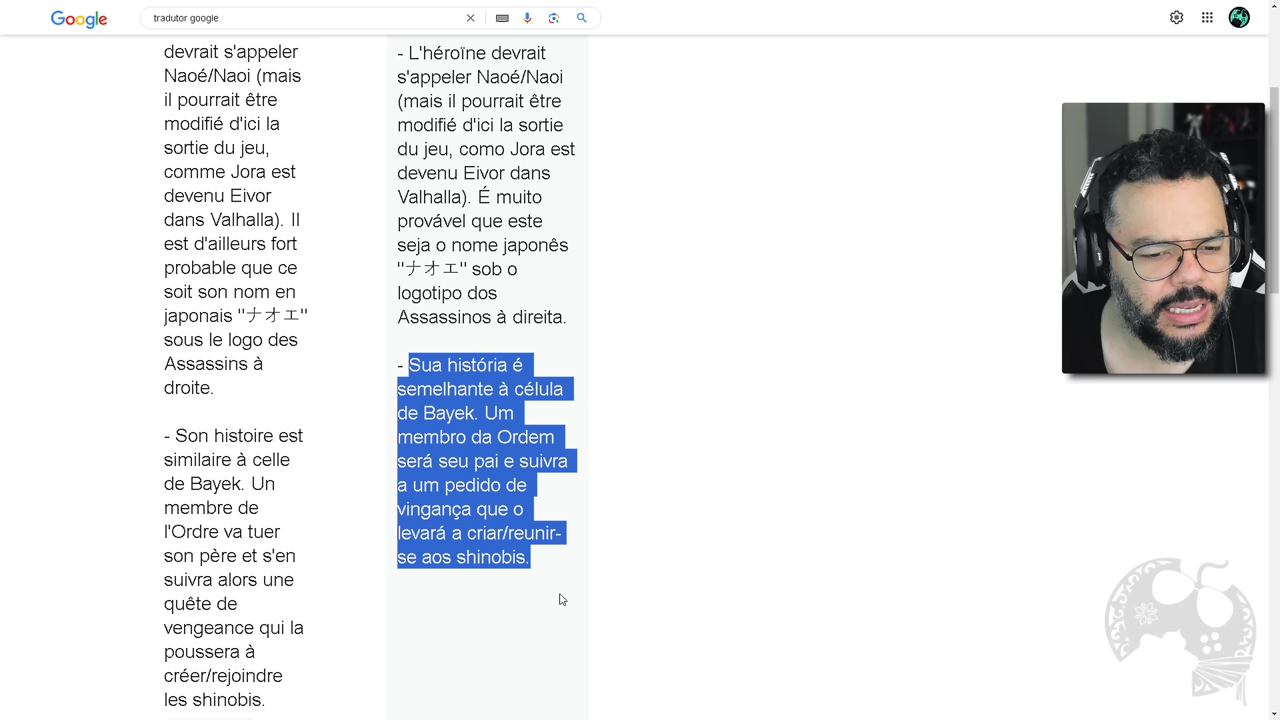 Google
tradutor google
devrait s'appeler
Naoé/Naoi (mais
il pourrait être
modifié d'ici la
sortie du jeu,
comme Jora est
devenu Eivor
dans Valhalla). Il
est d'ailleurs fort
probable que ce
soit son nom en
japonais "ナオエ"
sous le logo des
Assassins à
droite.
- Son histoire est
similaire à celle
de Bayek. Un
membre de
l'Ordre va tuer
son père et s'en
suivra alors une
quête de
vengeance qui la
poussera à
créer/rejoindre
les shinobis.
- L'héroïne devrait
s'appeler Naoé/Naoi
(mais il pourrait être
modifié d'ici la sortie
du jeu, como Jora est
devenu Eivor dans
Valhalla). É muito
provável que este
seja o nome japonês
"ナオエ" sob o
logotipo dos
Assassinos à direita.
- Sua história é
semelhante à célula
de Bayek. Um
membro da Ordem
será seu pai e suivra
a um pedido de
vingança que o
levará a criar/reunir-
se aos shinobis.